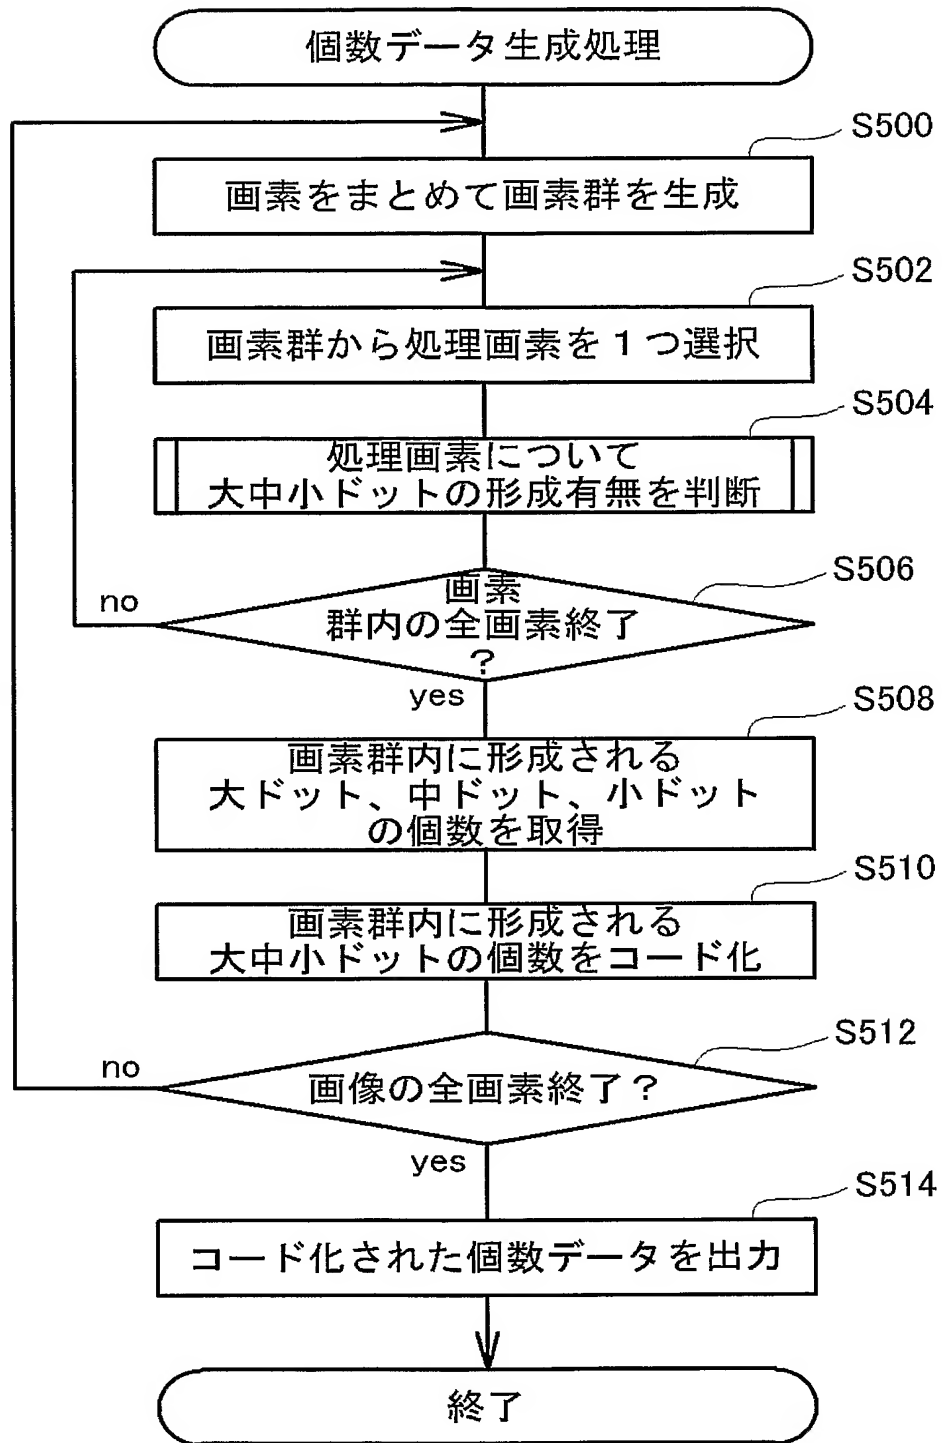 個数データ生成処理
S500
画素をまとめて画素群を生成
S502
画素群から処理画素を１つ選択
S504
処理画素について
大中小ドットの形成有無を判断
S506
no
画素
群内の全画素終了
？
yes
S508
画素群内に形成される
大ドット、中ドット、小ドット
の個数を取得
S510
画素群内に形成される
大中小ドットの個数をコード化
S512
no
画像の全画素終了？
yes
S514
コード化された個数データを出力
終了